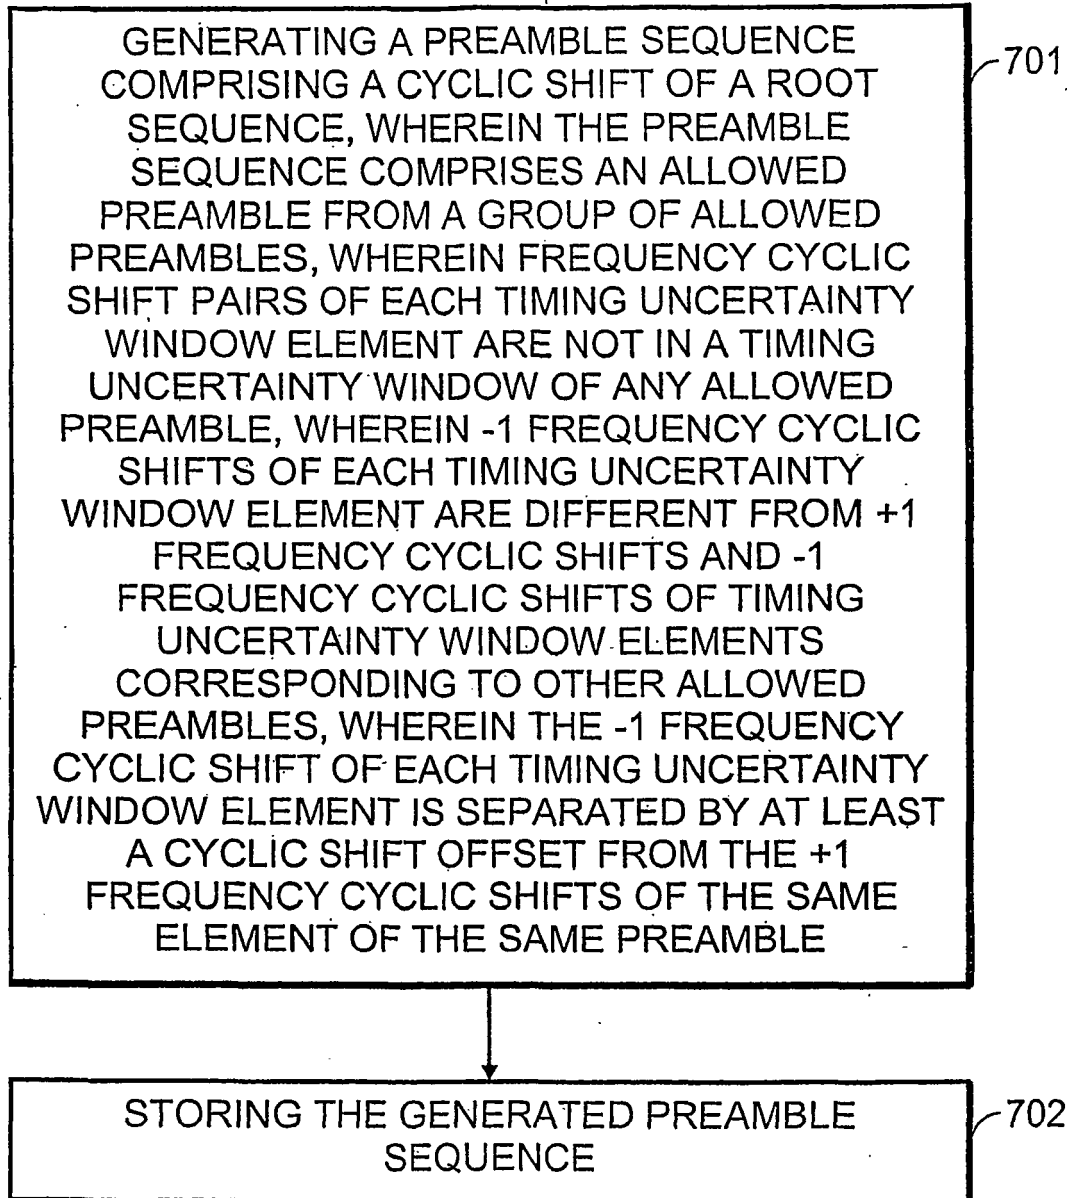 GENERATING A PREAMBLE SEQUENCE
COMPRISING A CYCLIC SHIFT OF A ROOT
SEQUENCE, WHEREIN THE PREAMBLE
SEQUENCE COMPRISES AN ALLOWED
PREAMBLE FROM A GROUP OF ALLOWED
PREAMBLES, WHEREIN FREQUENCY CYCLIC
SHIFT PAIRS OF EACH TIMING UNCERTAINTY
WINDOW ELEMENT ARE NOT IN A TIMING
UNCERTAINTY WINDOW OF ANY ALLOWED
PREAMBLE, WHEREIN -1 FREQUENCY CYCLIC
SHIFTS OF EACH TIMING UNCERTAINTY
WINDOW ELEMENT ARE DIFFERENT FROM +1
FREQUENCY CYCLIC SHIFTS AND -1
FREQUENCY CYCLIC SHIFTS OF TIMING
UNCERTAINTY WINDOW ELEMENTS
CORRESPONDING TO OTHER ALLOWED
PREAMBLES, WHEREIN THE -1 FREQUENCY
CYCLIC SHIFT OF EACH TIMING UNCERTAINTY
WINDOW ELEMENT IS SEPARATED BY AT LEAST
A CYCLIC SHIFT OFFSET FROM THE +1
FREQUENCY CYCLIC SHIFTS OF THE SAME
ELEMENT OF THE SAME PREAMBLE
701
STORING THE GENERATED PREAMBLE
SEQUENCE
702